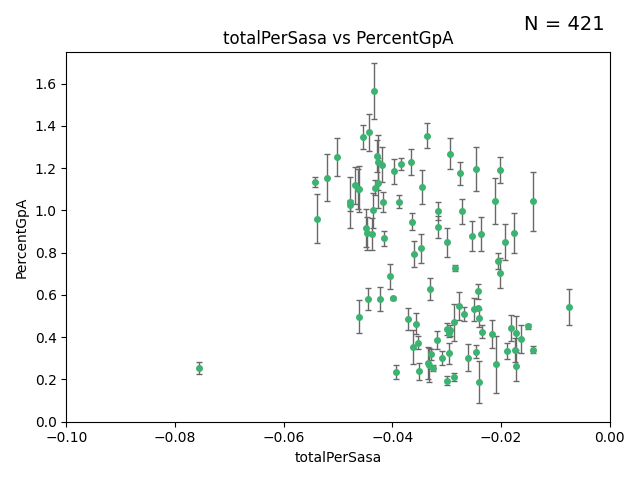 N = 421
totalPerSasa vs PercentGpA
PercentGpA
1.6
1.4
1.2
1.0
0.8
0.6
0.4
0.2
0.0
−0.10 −0.08 −0.06 −0.04 −0.02 0.00
totalPerSasa